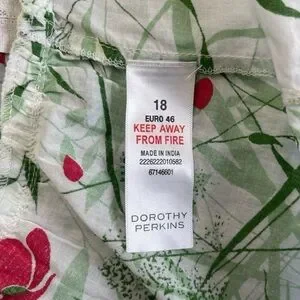 18
EURO 46
KEEP AWAY
FROM FIRE
MADE IN INDIA
2226222010582
67146601
DOROTHY
PERKINS